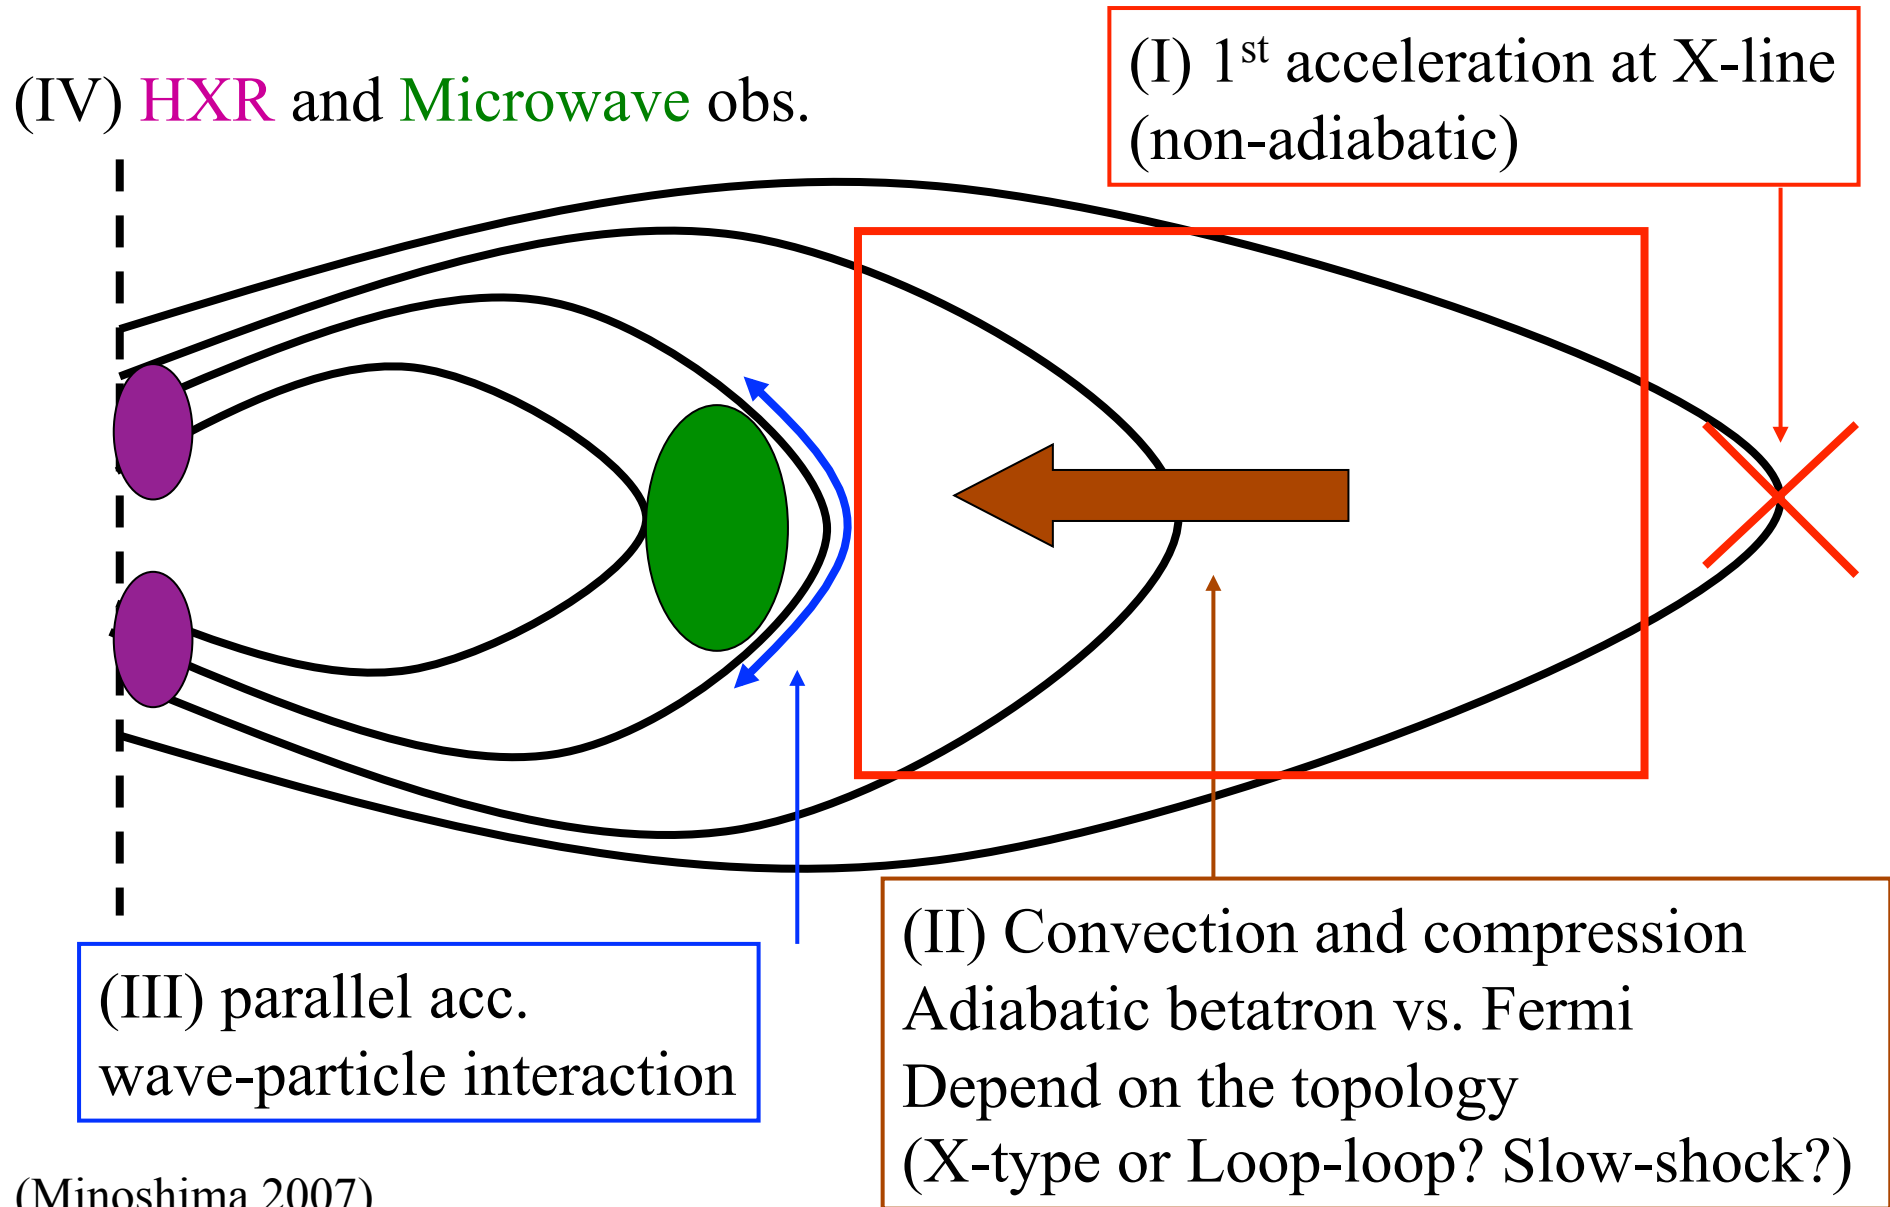 (I) 1st acceleration at X-line
(non-adiabatic)
(IV) HXR and Microwave obs.
(III) parallel acc.
wave-particle interaction
(II) Convection and compression
Adiabatic betatron vs. Fermi
Depend on the topology
(X-type or Loop-loop? Slow-shock?)
(Minoshima 2007)